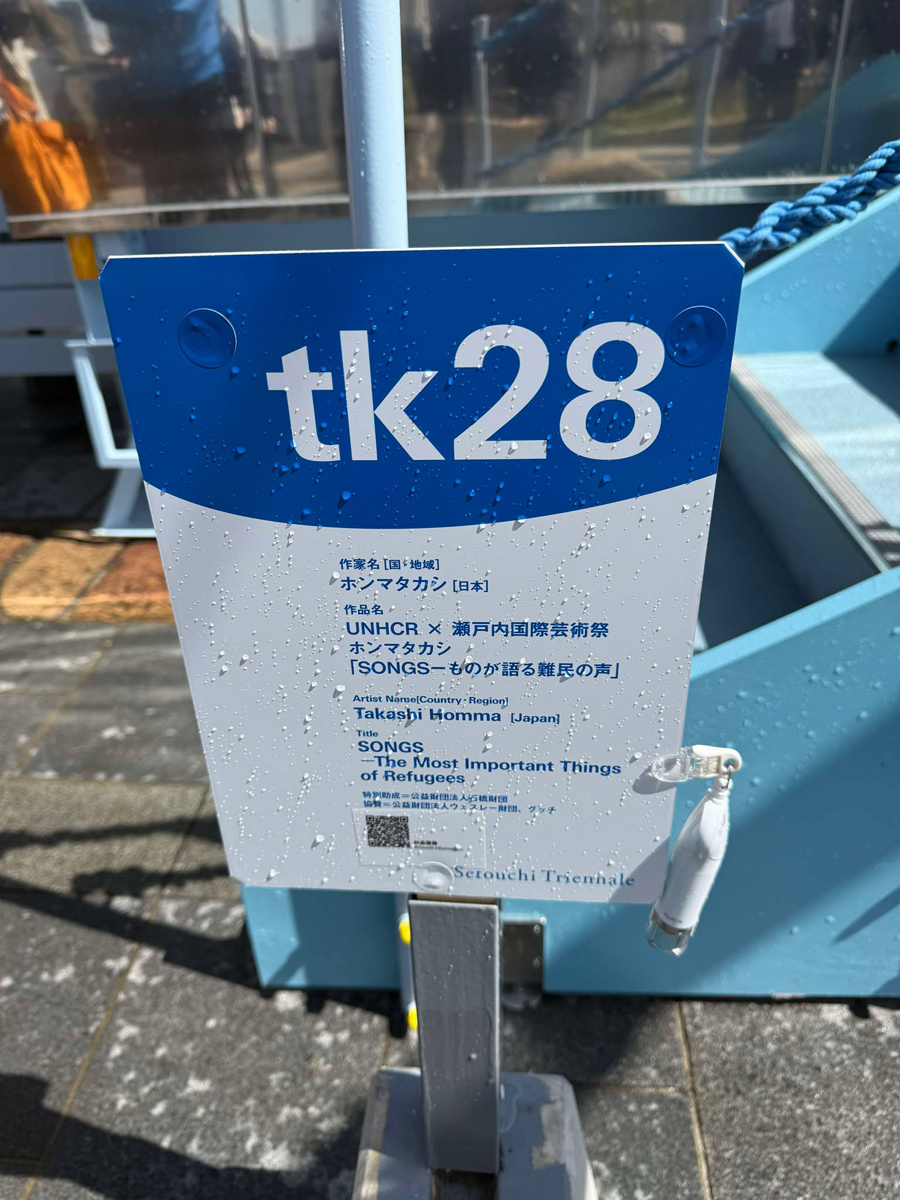 tk28
作家名［国・地域］
ホンマタカシ［日本］
作品名
UNHCR × 瀬戸内国際芸術祭
ホンマタカシ
「SONGSーものが語る難民の声」
Artist Name[Country・Region]
Takashi Homma [Japan]
Title
SONGS
—The Most Important Things
of Refugees
特別助成＝公益財団法人石橋財団
協賛＝公益財団法人ウェスレー財団、グッチ
Setouchi Triennale